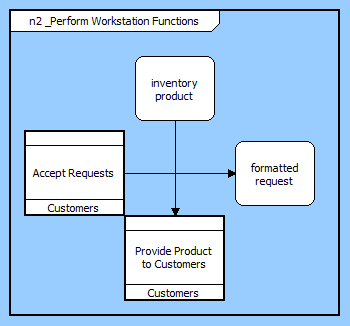 n2 _Perform Workstation Functions
inventory
product
Accept Requests
Customers
formatted
request
Provide Product
to Customers
Customers